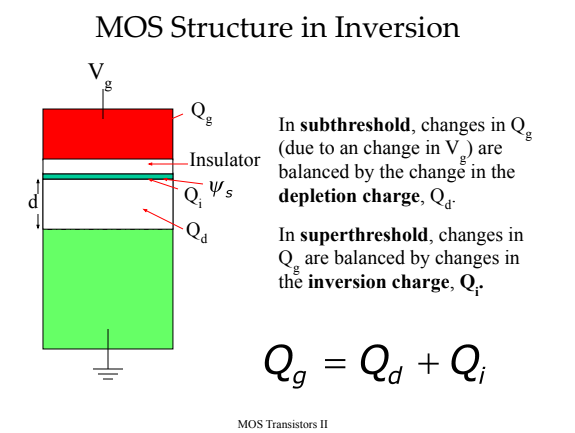 MOS Structure in Inversion
V_g
Q_g
Insulator
ψ_s
Q_i
d
Q_d
In subthreshold, changes in Q_g
(due to an change in V_g) are
balanced by the change in the
depletion charge, Q_d.
In superthreshold, changes in
Q_g are balanced by changes in
the inversion charge, Q_i.
Q_g = Q_d + Q_i
MOS Transistors II